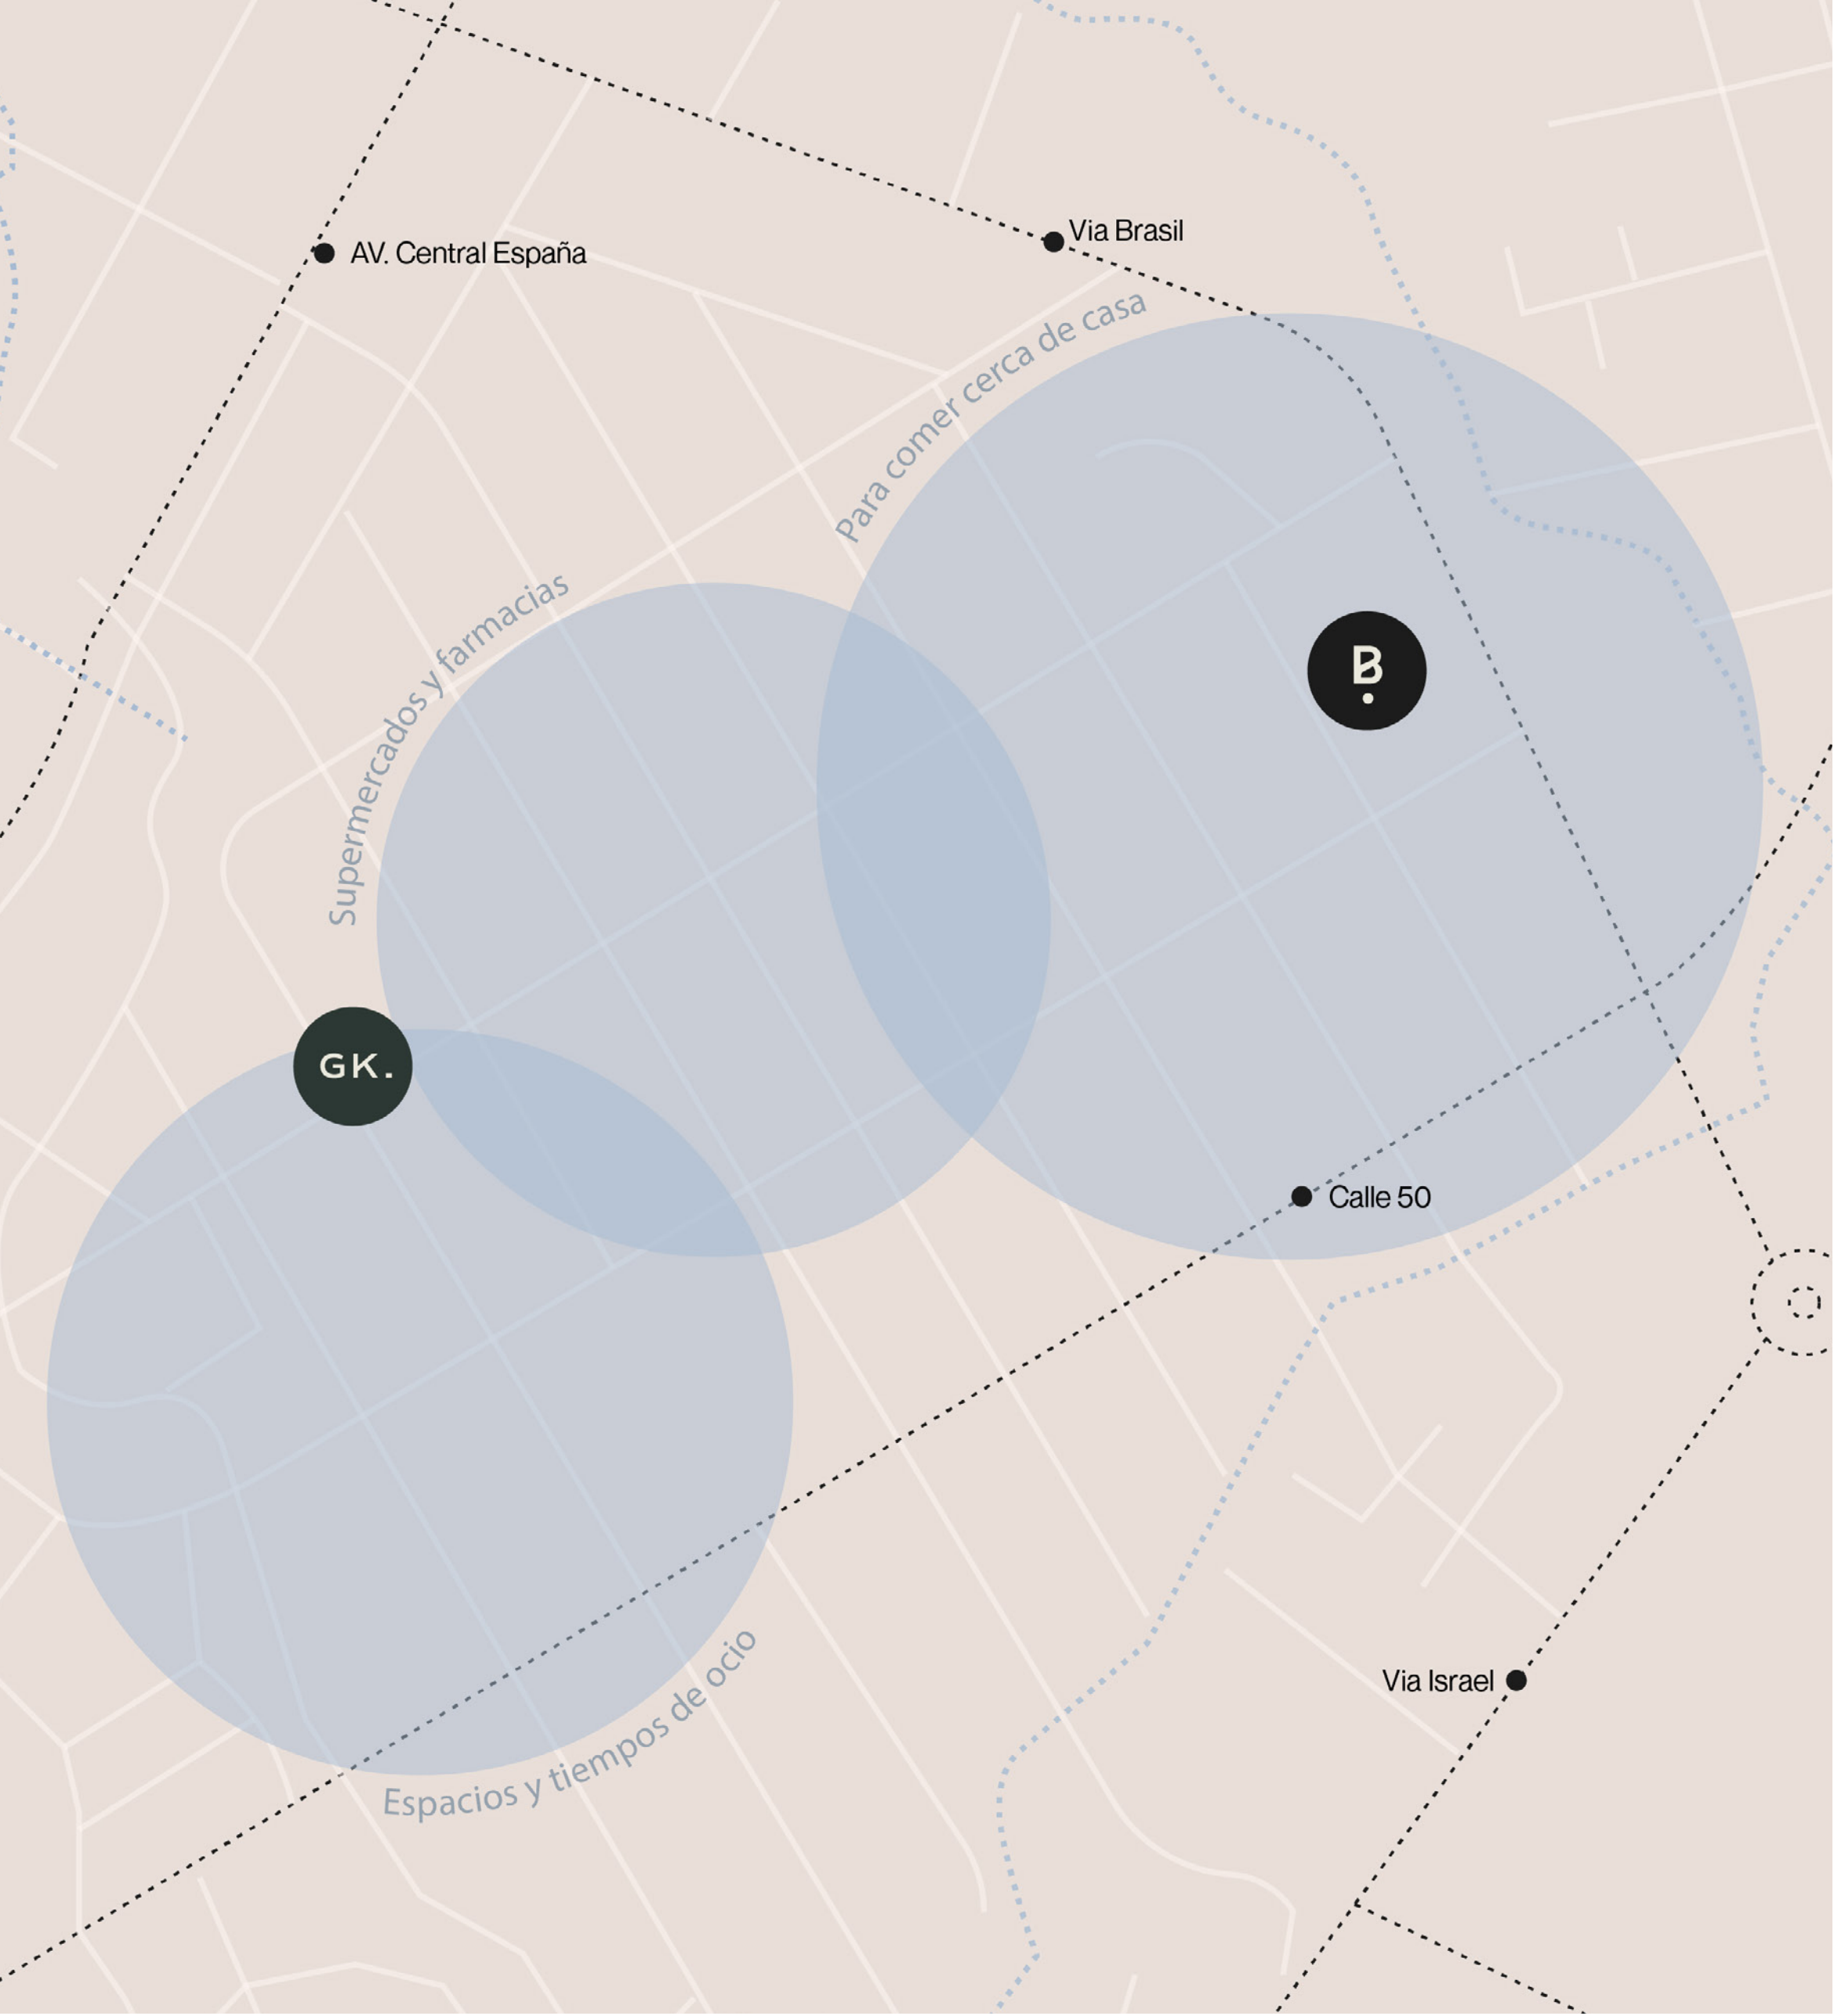 Via Brasil
AV. Central España
Para comer cerca de casa
Supermercados y farmacias
B
GK.
Calle 50
Espacios y tiempos de ocio
Via Israel